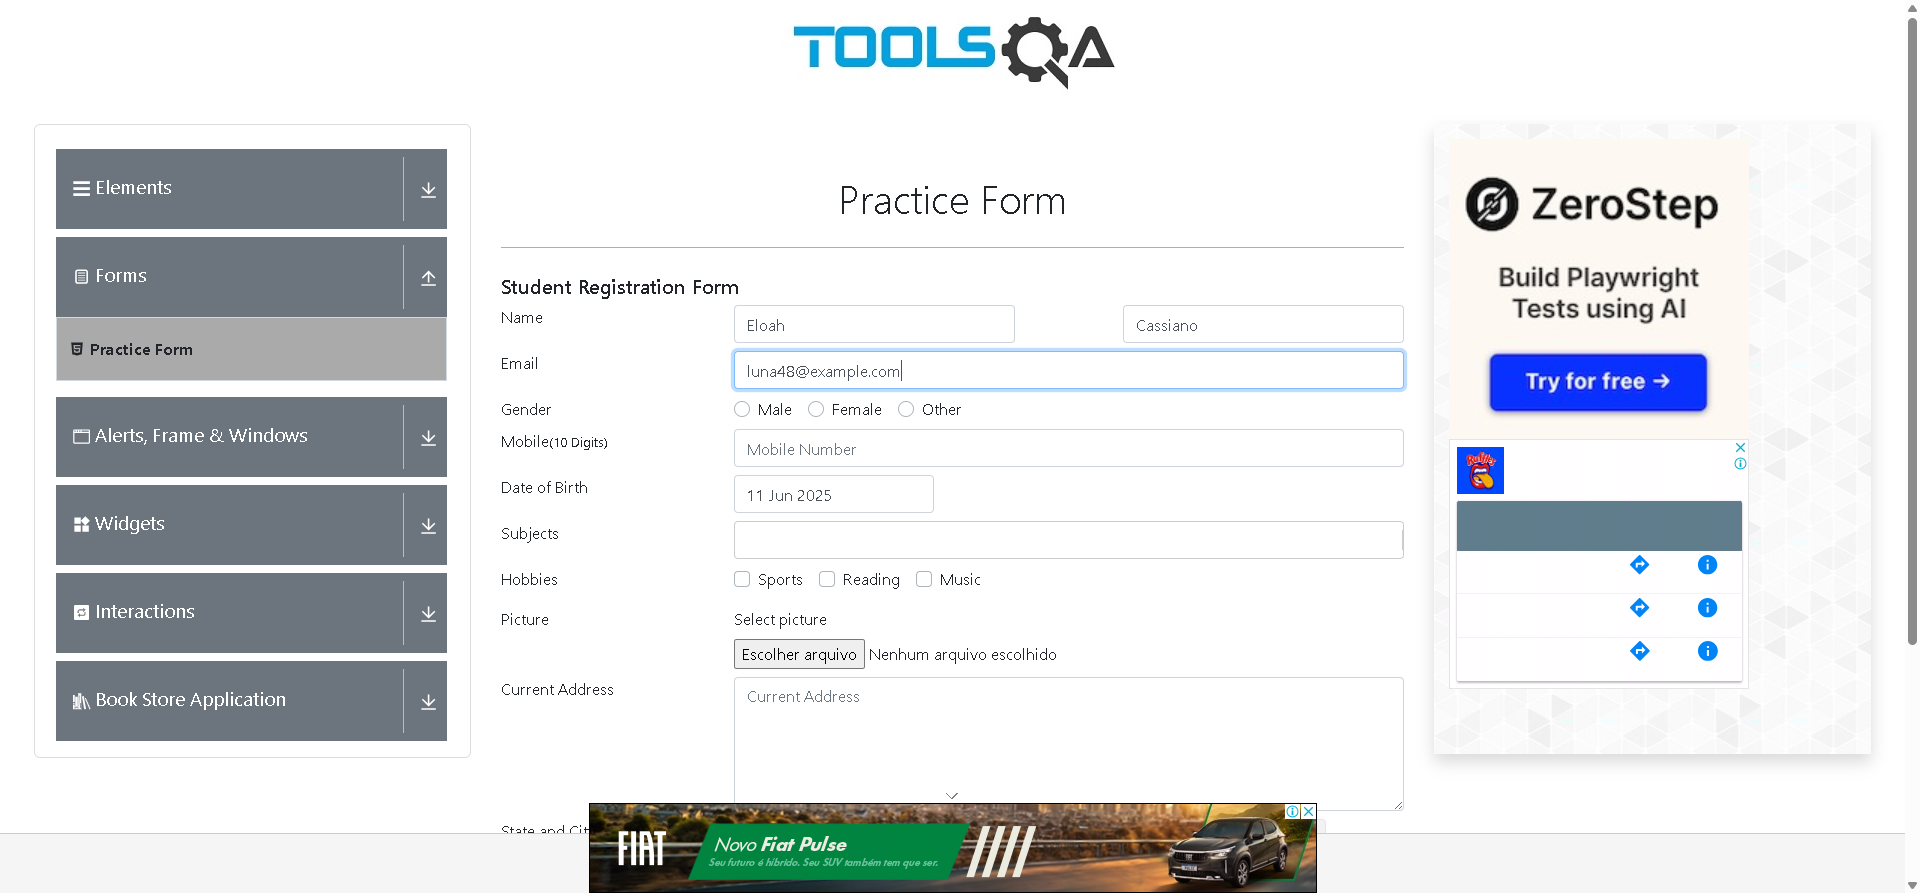 TOOLSQA
Elements
Forms
Practice Form
Alerts, Frame & Windows
Widgets
Interactions
Book Store Application
Practice Form
Student Registration Form
Name
Eloah
Cassiano
Email
luna48@example.com
Gender
Male
Female
Other
Mobile(10 Digits)
Mobile Number
Date of Birth
11 Jun 2025
Subjects
Hobbies
Sports
Reading
Music
Picture
Select picture
Escolher arquivo Nenhum arquivo escolhido
Current Address
Current Address
State and Cit
ZeroStep
Build Playwright
Tests using AI
Try for free →
Ruffles
FIAT
Novo Fiat Pulse
Seu futuro é híbrido. Seu SUV também tem que ser.